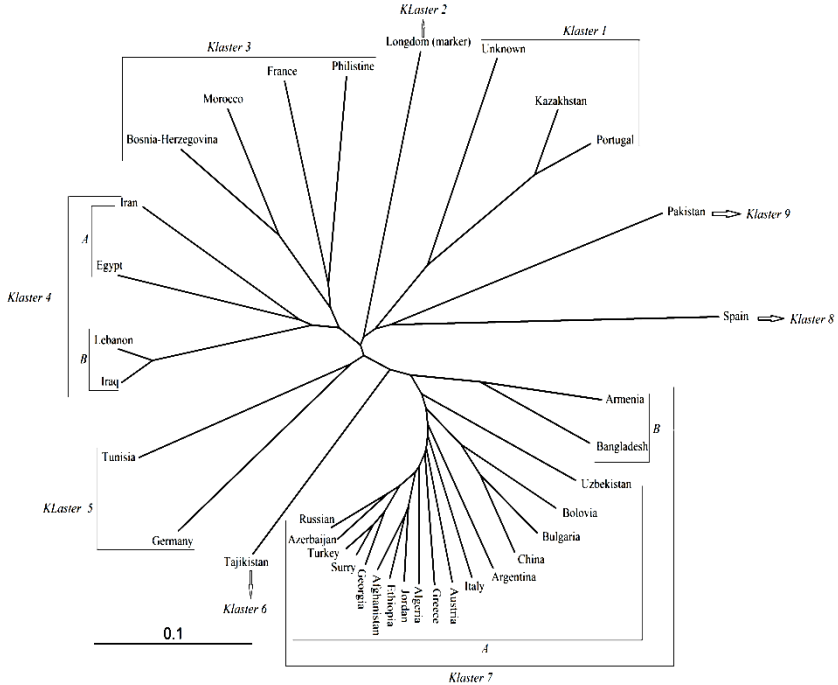 KLaster 2
Klaster 3
Klaster 1
Longdom (marker)
Unknown
Philistine
France
Morocco
Kazakhstan
Bosnia-Herzegovina
Portugal
Iran
Pakistan
Klaster 9
A
Egypt
Klaster 4
Spain
Klaster 8
Lebanon
B
Iraq
Armenia
B
Bangladesh
Tunisia
Uzbekistan
KLaster 5
Bolovia
Russian
Bulgaria
Germany
Azerbaijan
Turkey
China
Tajikistan
Surry
Argentina
Georgia
Afghanistan
Ethiopia
Jordan
Algeria
Greece
Austria
Italy
Klaster 6
0.1
A
Klaster 7